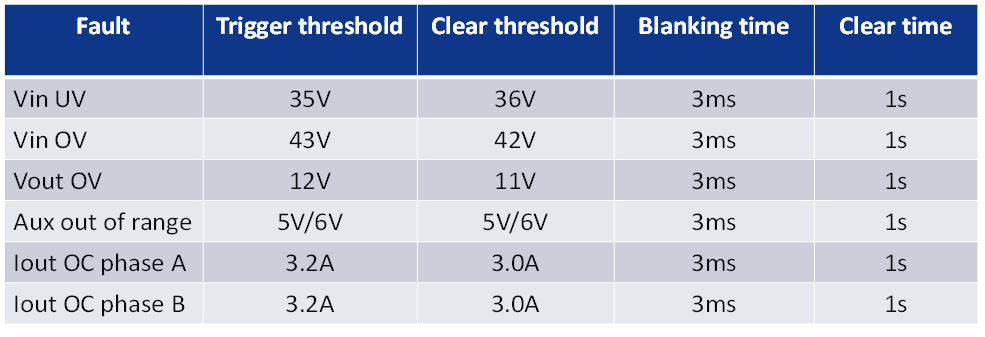 Fault Trigger threshold Clear threshold Blanking time Clear time
Vin UV 35V 36V 3ms 1s
Vin OV 43V 42V 3ms 1s
Vout OV 12V 11V 3ms 1s
Aux out of range 5V/6V 5V/6V 3ms 1s
Iout OC phase A 3.2A 3.0A 3ms 1s
Iout OC phase B 3.2A 3.0A 3ms 1s